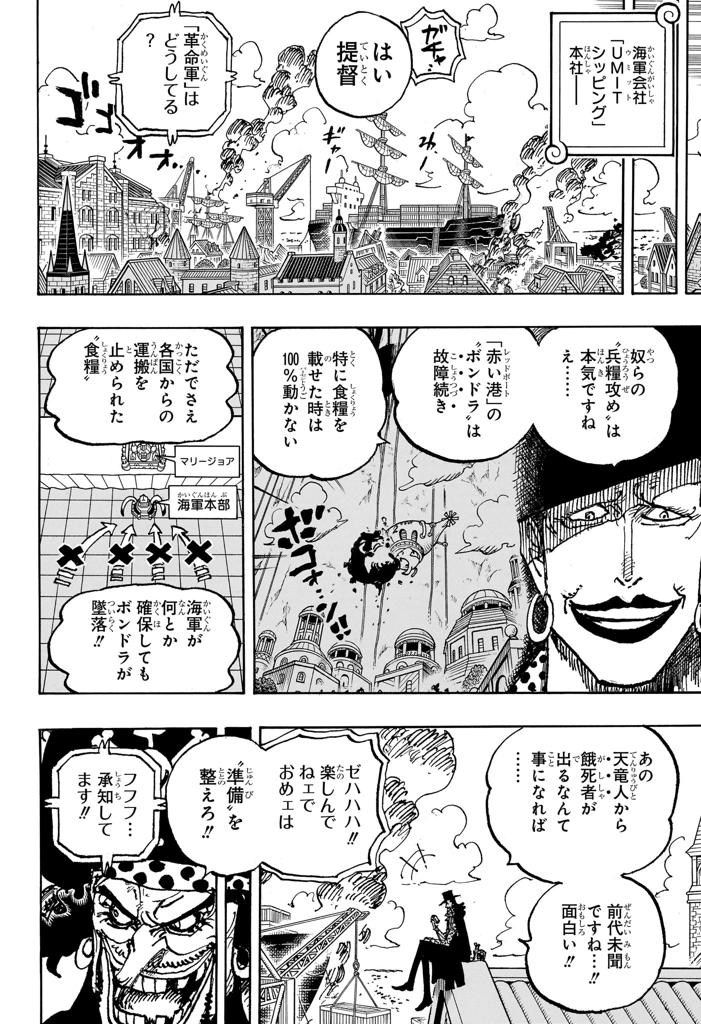 海軍会社
「UMIT
シッピング」
本社――
ガチャ
はい
提督
ギャー
「革命軍」は
どうしてる
?
ゴゴ
オオ
奴らの
〝兵糧攻め〟は
本気ですね
え……
「赤い港」の
〝ボンドラ〟は
故障続き
特に食糧を
載せた時は
100%動かない
ボコォ…ン
ただでさえ
各国からの
運搬を
止められた
〝食糧〟
マリージョア
海軍本部
海軍が
何とか
確保しても
ボンドラが
墜落!!
あの
天竜人から
餓死者が
出るなんて
事になれば
……
前代未聞
ですね…!!
面白い!!
ゼハハハ!!
楽しんで
ねェで
おめェは
〝準備〟を
整えろ!!
フフフ…
承知して
ます!!